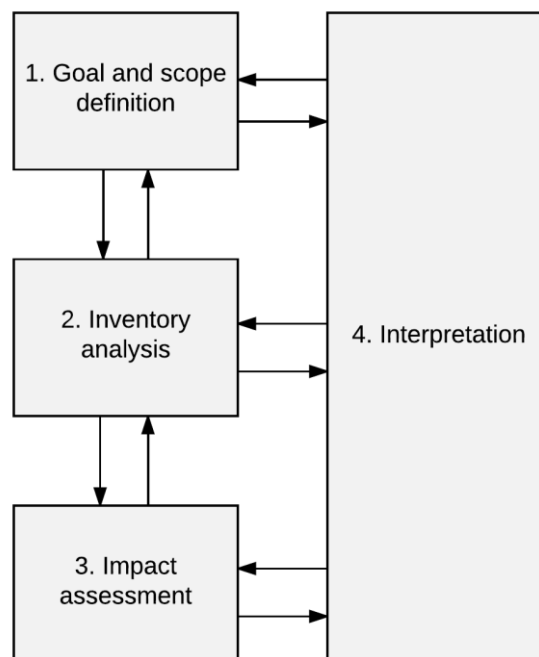 1. Goal and scope
definition
2. Inventory
analysis
4. Interpretation
3. Impact
assessment